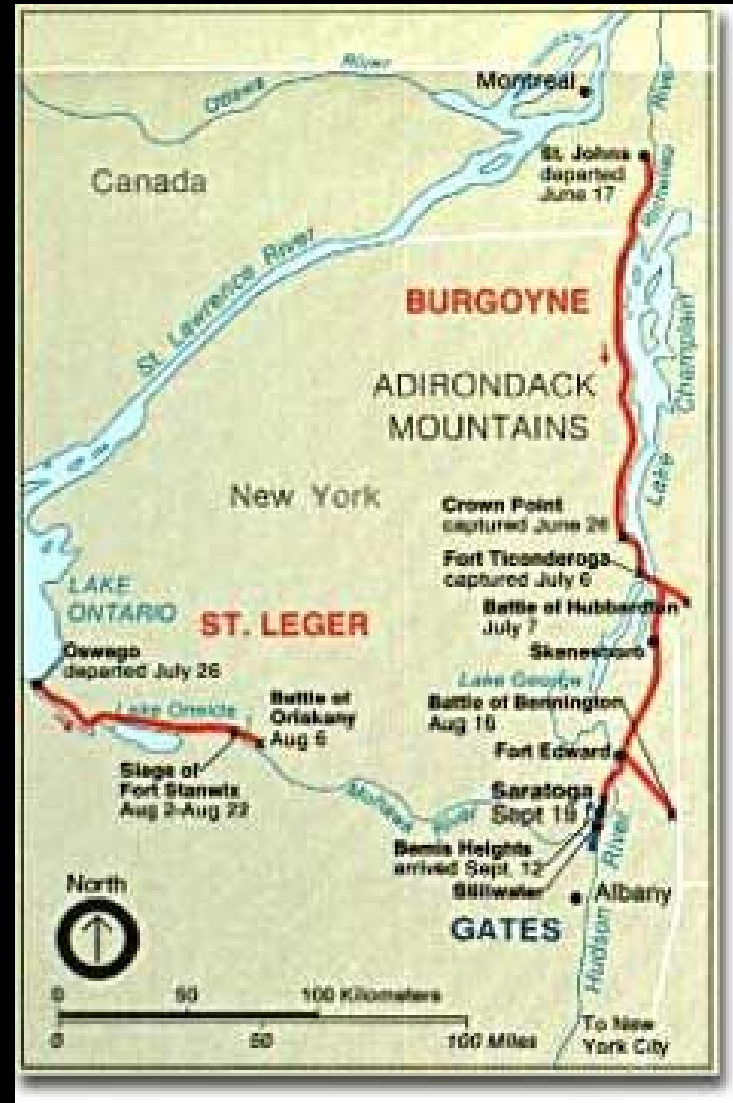 Ottawa River
Montreal
River
St. Johns
departed
June 17
Richelieu
Canada
St. Lawrence River
BURGOYNE
Champlain
Lake
ADIRONDACK
MOUNTAINS
New York
Crown Point
captured June 26
Fort Ticonderoga
captured July 6
LAKE
ONTARIO
ST. LEGER
Battle of Hubbardton
July 7
Skenesboro
Oswego
departed July 26
Lake George
Lake Oneida
Battle of
Oriskany
Aug 6
Battle of Bennington
Aug 16
Fort Edward
Siege of
Fort Stanwix
Aug 2-Aug 22
Mohawk River
Saratoga
Sept 19
Bemis Heights
arrived Sept. 12
Stillwater
River
Hudson
North
Albany
GATES
0 50 100 Kilometers
0 50 100 Miles
To New
York City